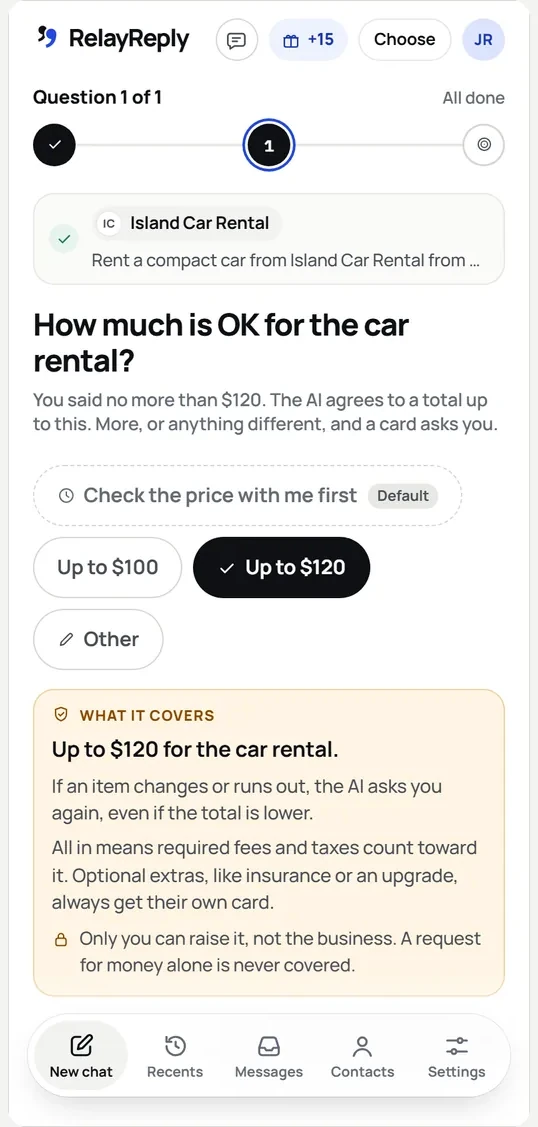 RelayReply
+15
Choose
JR
Question 1 of 1
All done
1
IC
Island Car Rental
Rent a compact car from Island Car Rental from ...
How much is OK for the car
rental?
You said no more than $120. The AI agrees to a total up
to this. More, or anything different, and a card asks you.
Check the price with me first
Default
Up to $100
Up to $120
Other
WHAT IT COVERS
Up to $120 for the car rental.
If an item changes or runs out, the AI asks you
again, even if the total is lower.
All in means required fees and taxes count toward
it. Optional extras, like insurance or an upgrade,
always get their own card.
Only you can raise it, not the business. A request
for money alone is never covered.
New chat
Recents
Messages
Contacts
Settings